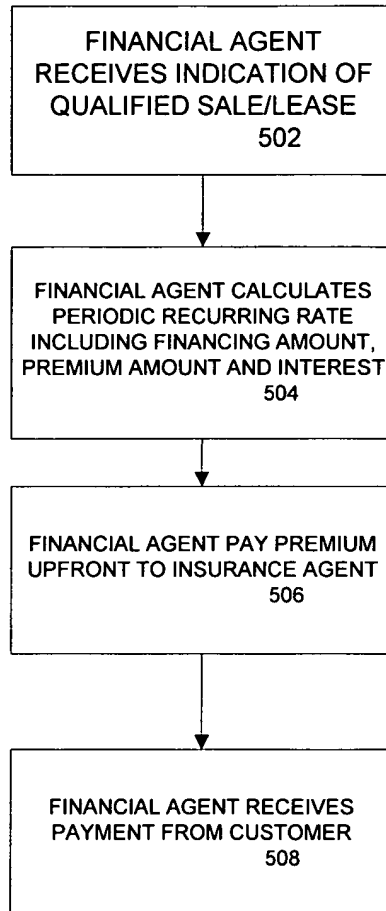 FINANCIAL AGENT
RECEIVES INDICATION OF
QUALIFIED SALE/LEASE
502
FINANCIAL AGENT CALCULATES
PERIODIC RECURRING RATE
INCLUDING FINANCING AMOUNT,
PREMIUM AMOUNT AND INTEREST
504
FINANCIAL AGENT PAY PREMIUM
UPFRONT TO INSURANCE AGENT
506
FINANCIAL AGENT RECEIVES
PAYMENT FROM CUSTOMER
508